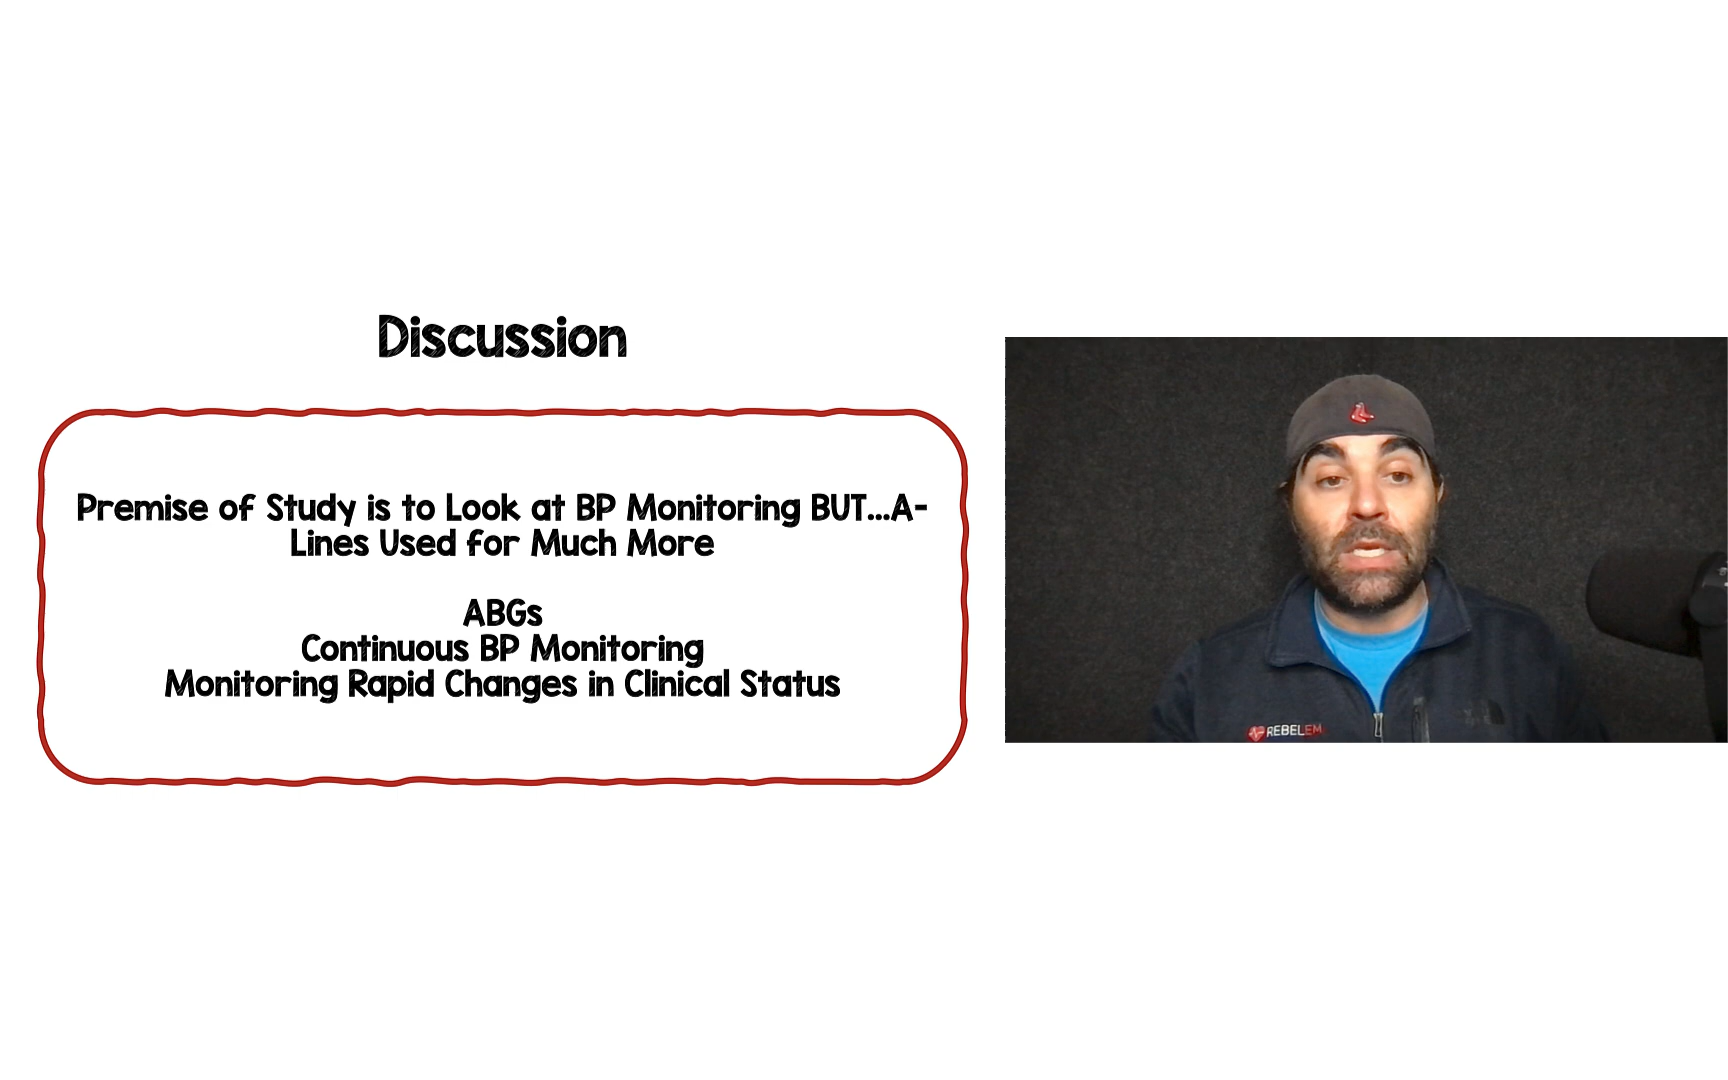 Discussion
Premise of Study is to Look at BP Monitoring BUT...A-
Lines Used for Much More
ABGs
Continuous BP Monitoring
Monitoring Rapid Changes in Clinical Status
REBELEM